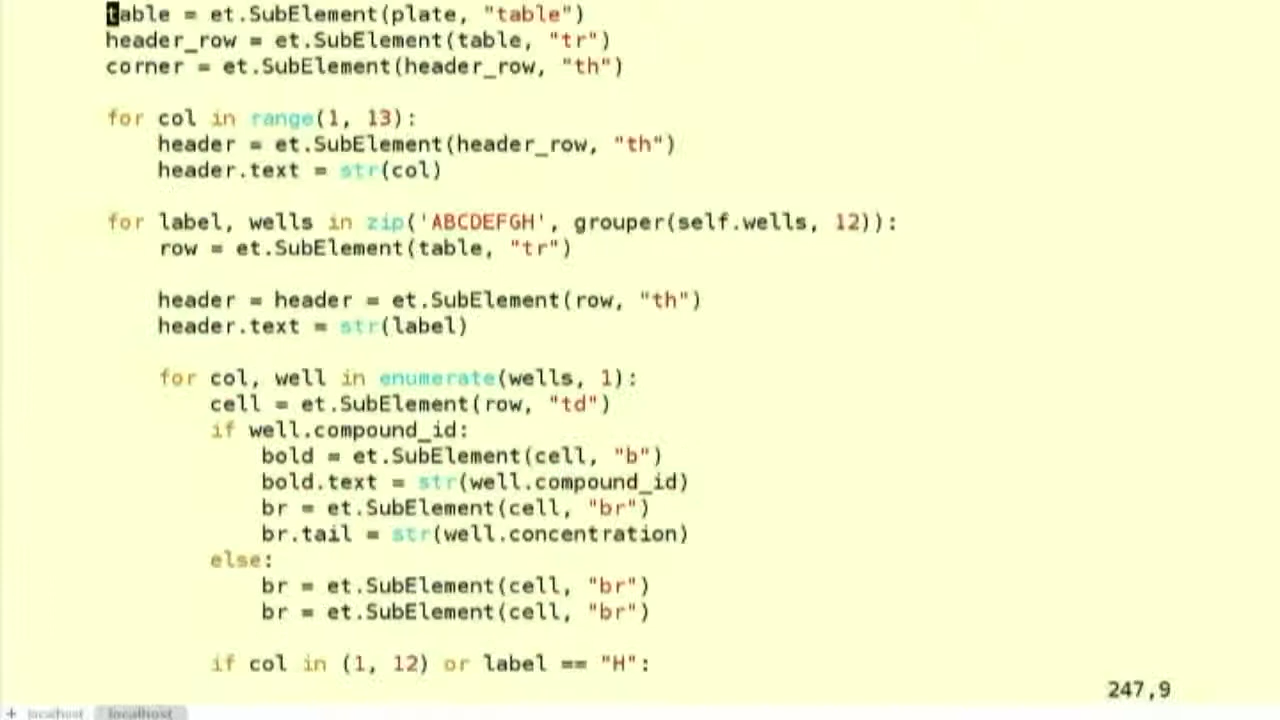 table = et.SubElement(plate, "table")
header_row = et.SubElement(table, "tr")
corner = et.SubElement(header_row, "th")
for col in range(1, 13):
header = et.SubElement(header_row, "th")
header.text = str(col)
for label, wells in zip('ABCDEFGH', grouper(self.wells, 12)):
row = et.SubElement(table, "tr")
header = header = et.SubElement(row, "th")
header.text = str(label)
for col, well in enumerate(wells, 1):
cell = et.SubElement(row, "td")
if well.compound_id:
bold = et.SubElement(cell, "b")
bold.text = str(well.compound_id)
br = et.SubElement(cell, "br")
br.tail = str(well.concentration)
else:
br = et.SubElement(cell, "br")
br = et.SubElement(cell, "br")
if col in (1, 12) or label == "H":
247,9
+ localhost localhost